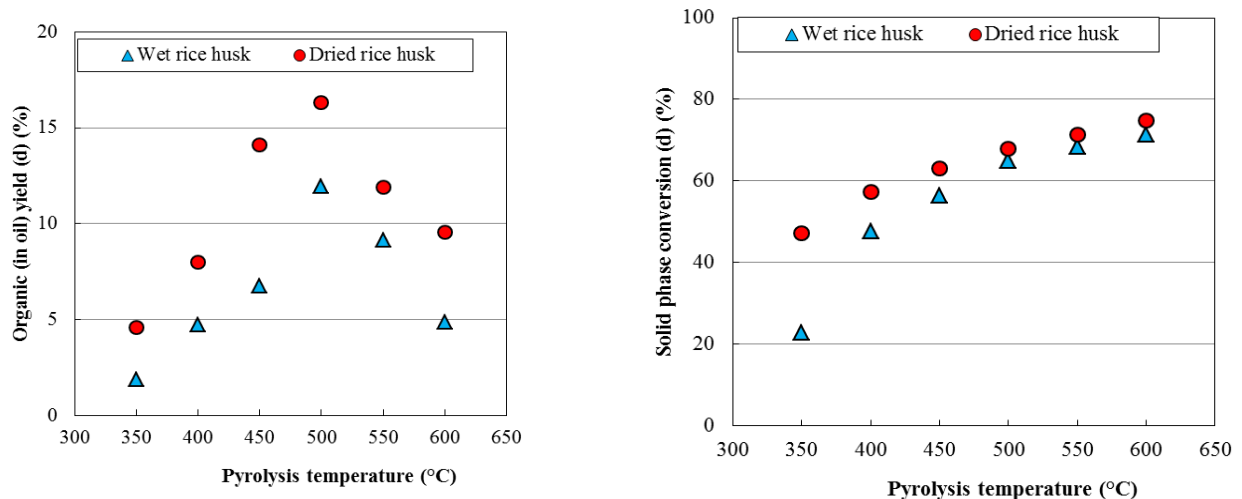 20
15
10
5
0
Organic (in oil) yield (d) (%)
Wet rice husk Dried rice husk
300 350 400 450 500 550 600 650
Pyrolysis temperature (°C)
100
80
60
40
20
0
Solid phase conversion (d) (%)
Wet rice husk Dried rice husk
300 350 400 450 500 550 600 650
Pyrolysis temperature (°C)